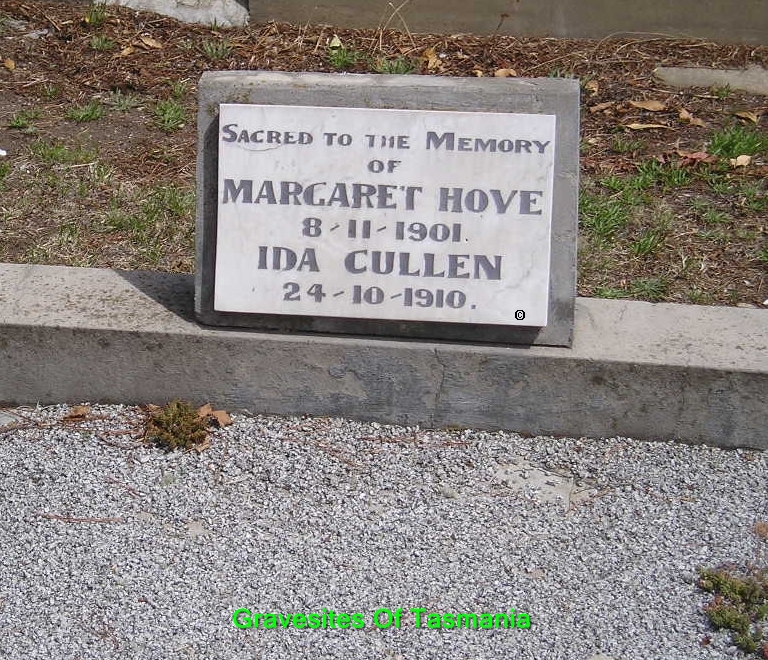 SACRED TO THE MEMORY
OF
MARGARET HOVE
8-11-1901.
IDA CULLEN
24-10-1910.
©
Gravesites Of Tasmania